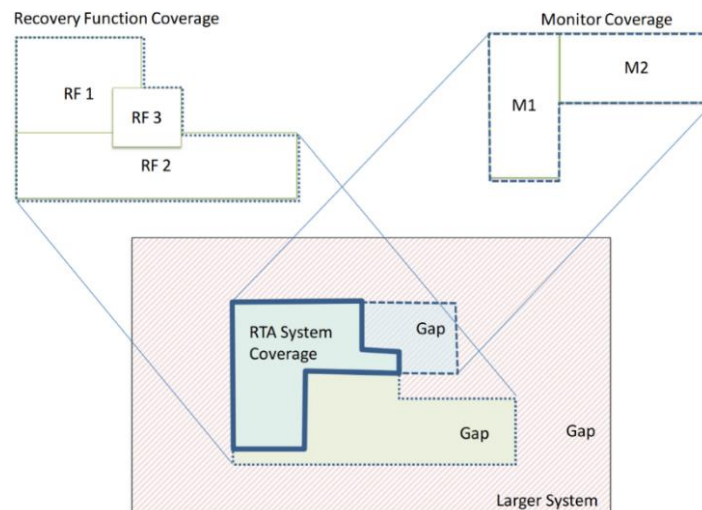 Recovery Function Coverage
Monitor Coverage
RF 1
RF 3
RF 2
M1
M2
RTA System
Coverage
Gap
Gap
Gap
Larger System